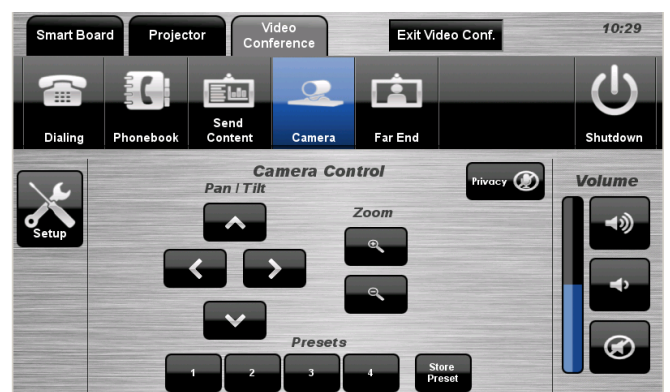 Smart Board
Projector
Video
Conference
Exit Video Conf.
10:29
Dialing
Phonebook
Send
Content
Camera
Far End
Shutdown
Setup
Camera Control
Pan / Tilt
Zoom
Privacy
Volume
Presets
1
2
3
4
Store
Preset